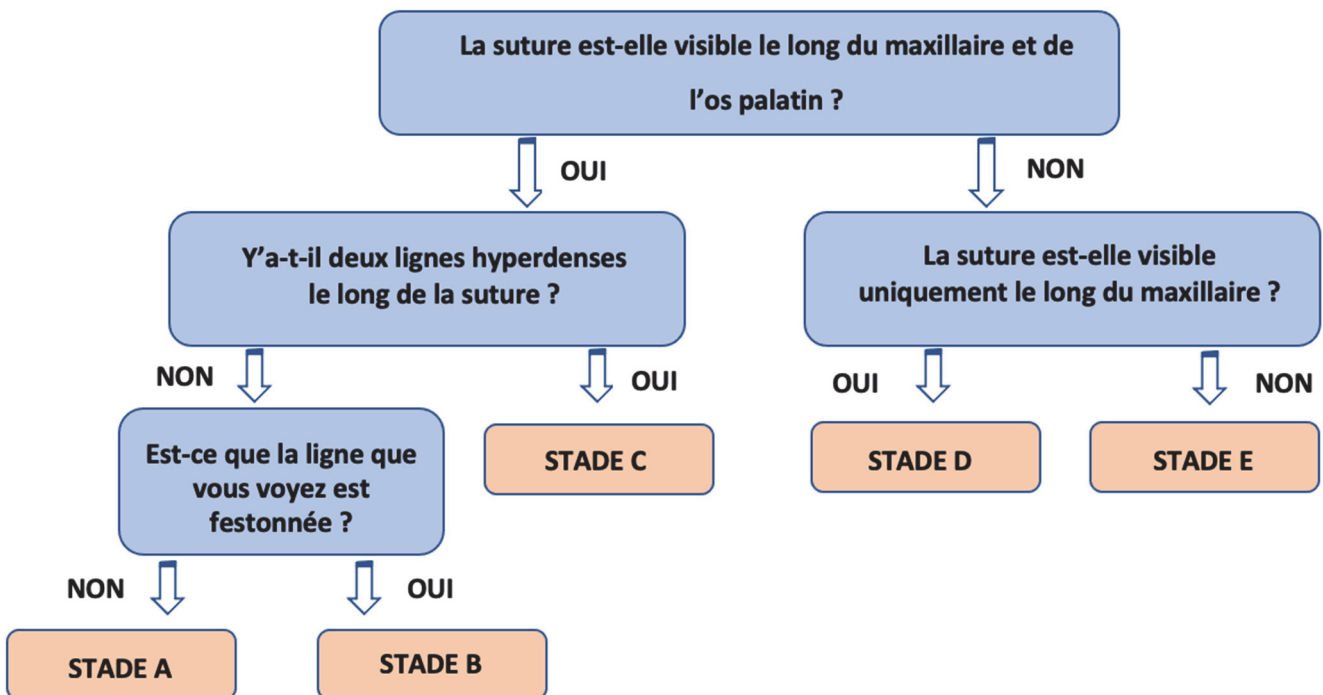 La suture est-elle visible le long du maxillaire et de
l'os palatin ?
OUI
NON
Y'a-t-il deux lignes hyperdenses
le long de la suture ?
La suture est-elle visible
uniquement le long du maxillaire ?
NON
OUI
OUI
NON
Est-ce que la ligne que
vous voyez est
festonnée ?
STADE C
STADE D
STADE E
NON
OUI
STADE A
STADE B